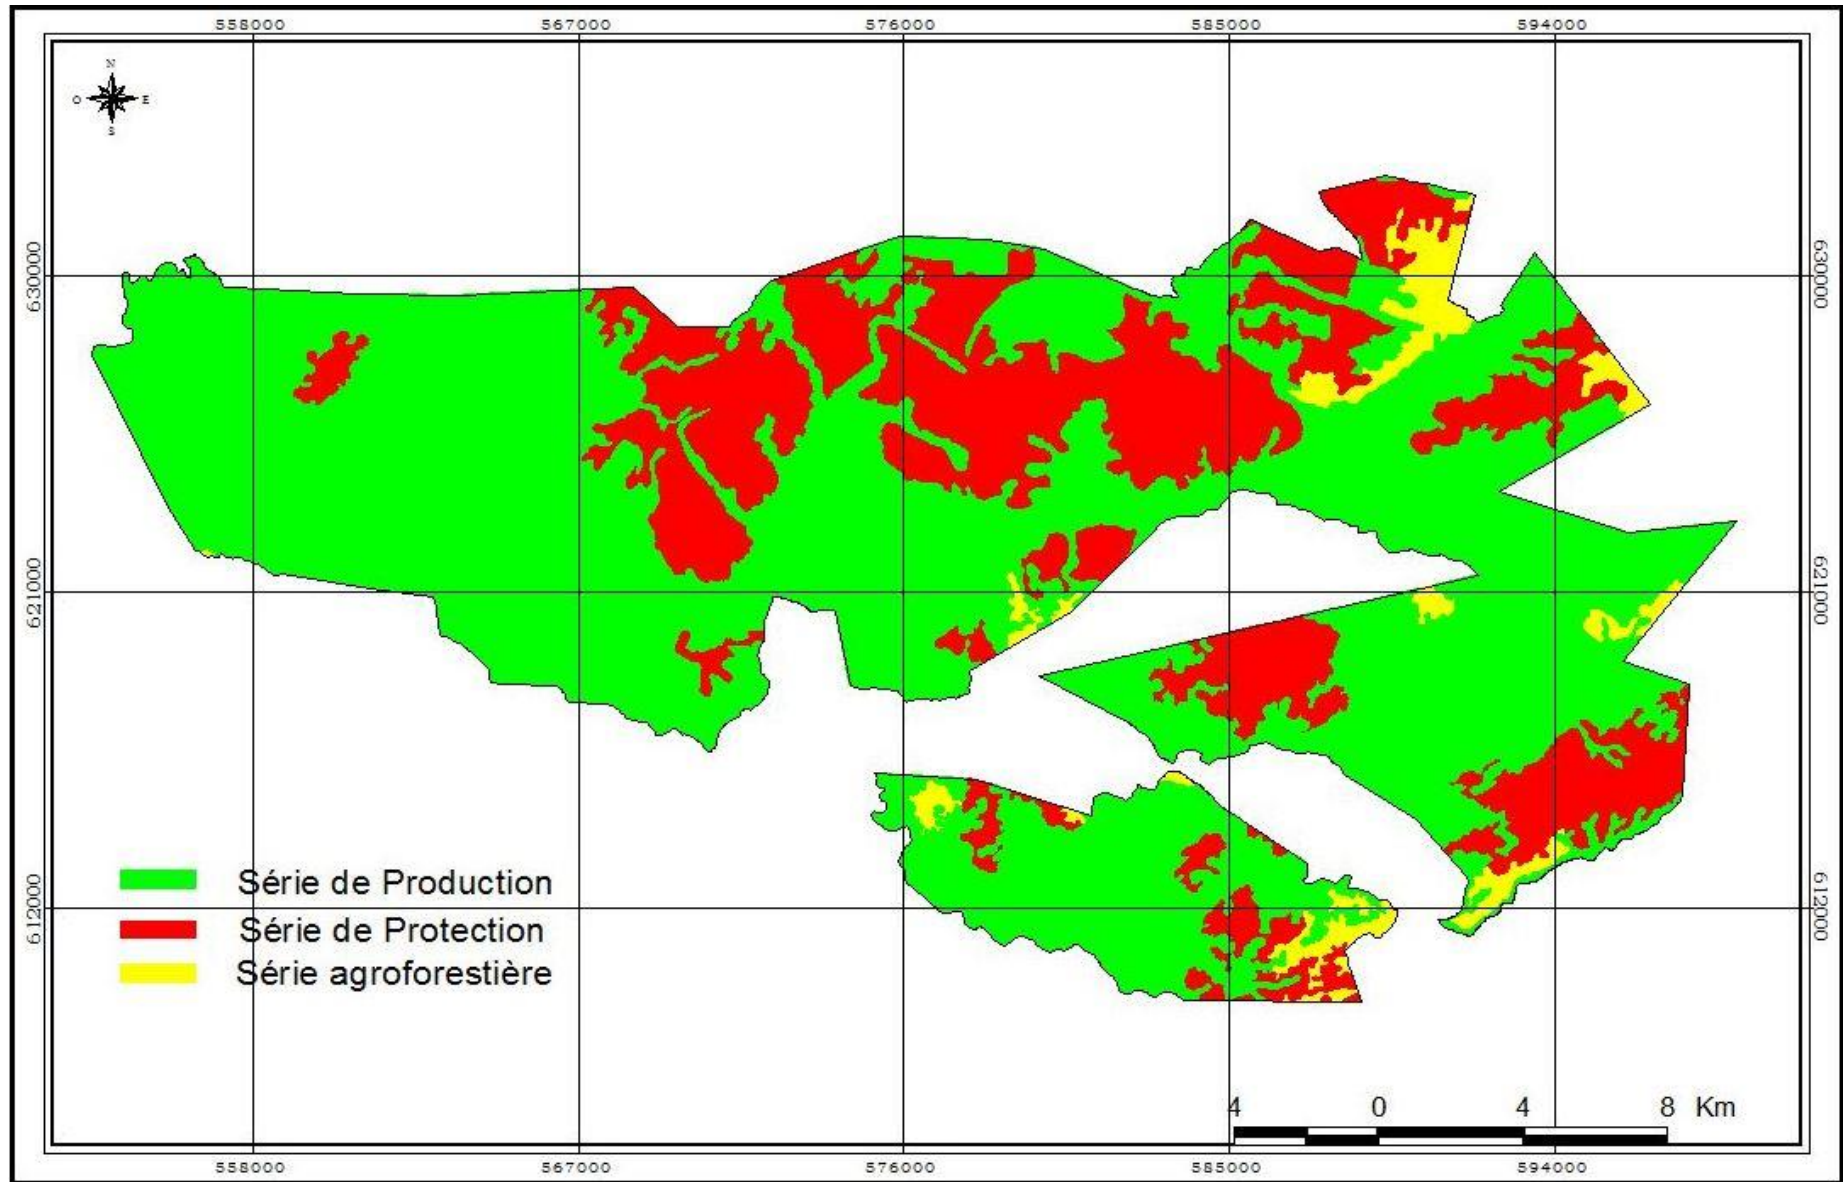 558000 567000 576000 585000 594000
N
O E
S
630000 630000
621000 621000
612000 612000
Série de Production
Série de Protection
Série agroforestière
4 0 4 8 Km
558000 567000 576000 585000 594000